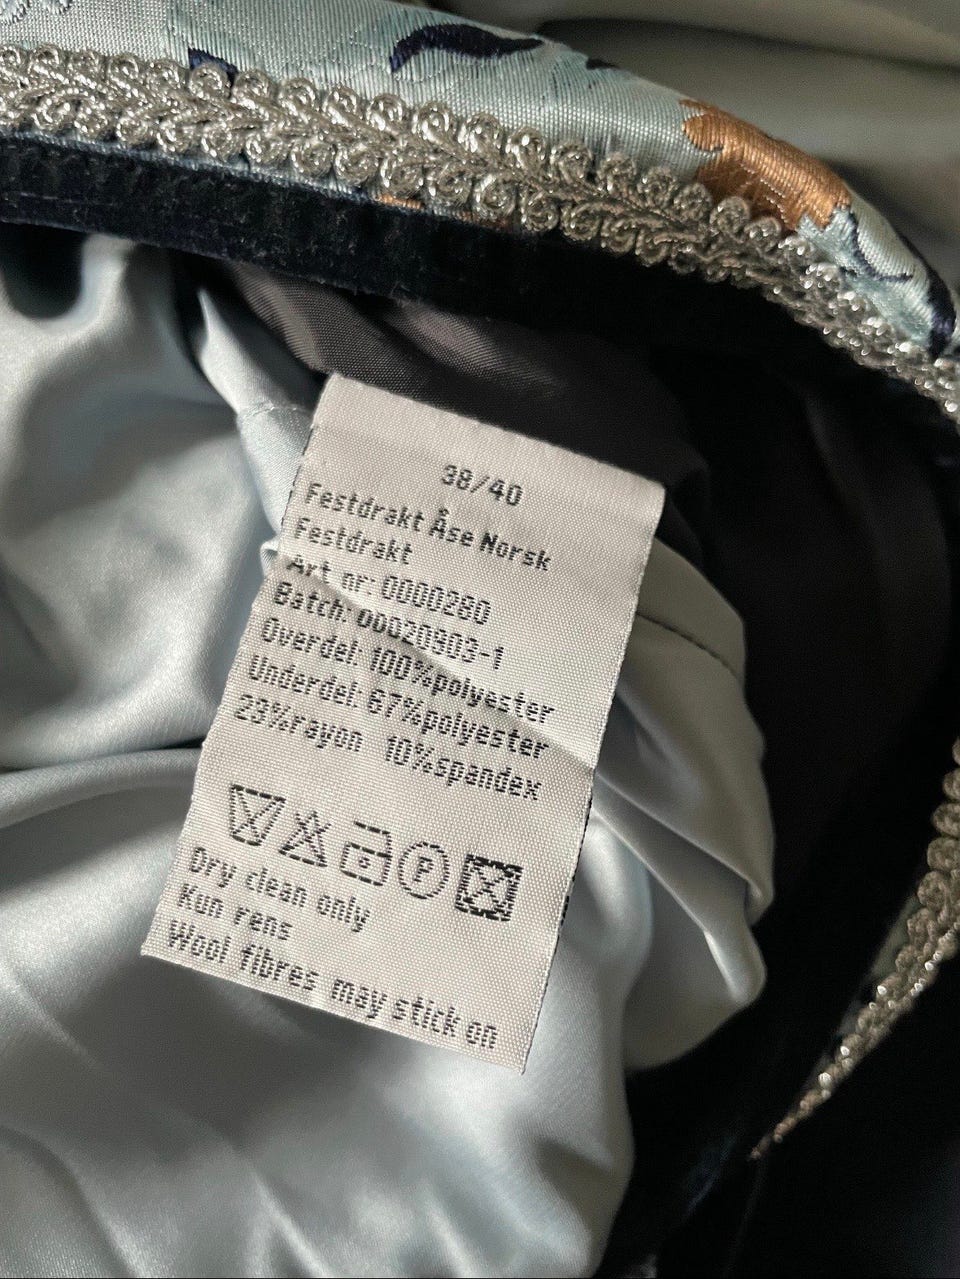 38/40
Festdrakt Åse Norsk
Festdrakt
Art nr: 0000280
Batch: 00020903-1
Overdel: 100%polyester
Underdel: 67%polyester
23%rayon 10%spandex
P
Dry clean only
Kun rens
Wool fibres may stick on